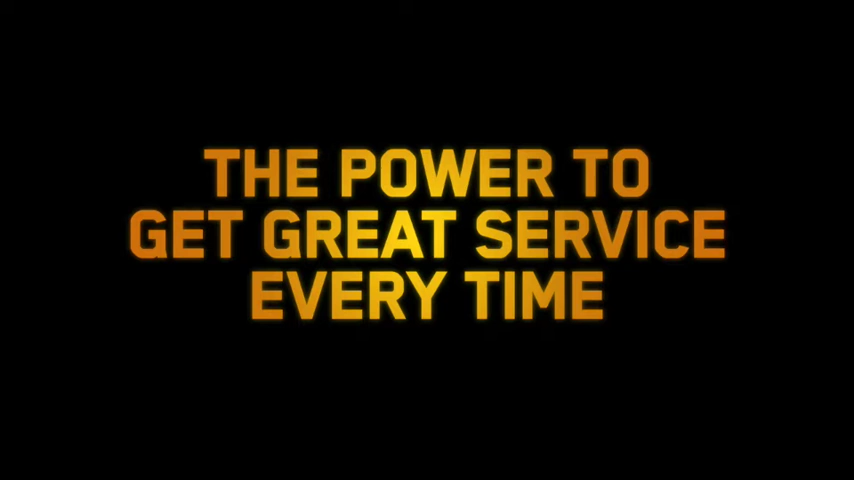 THE POWER TO
GET GREAT SERVICE
EVERY TIME